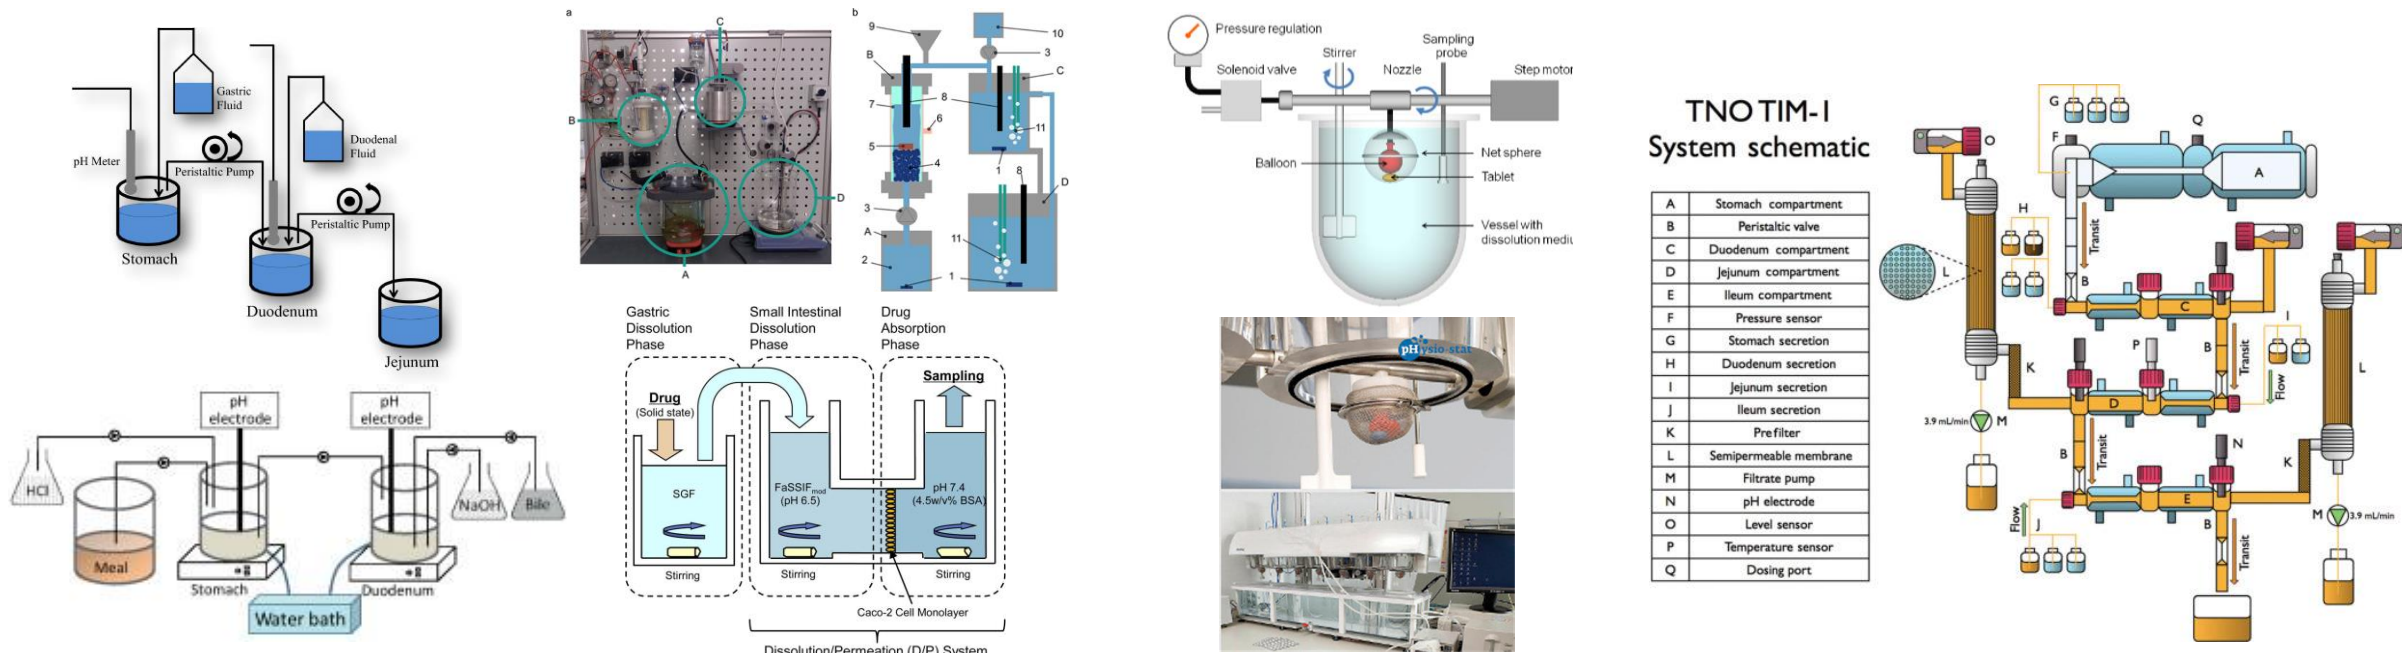 Gastric
Fluid
Duodenal
Fluid
pH Meter
Peristaltic Pump
Peristaltic Pump
Stomach
Duodenum
Jejunum
pH
electrode
pH
electrode
HCl
Meal
NaOH
Bile
Stomach
Duodenum
Water bath
a
C
B
D
A
b
9
10
B
3
C
8
7
6
11
5
4
1
8
D
3
A
11
2
1
Gastric
Dissolution
Phase
Small Intestinal
Dissolution
Phase
Drug
Absorption
Phase
Drug
(Solid state)
Sampling
SGF
FaSSIFmod
(pH 6.5)
pH 7.4
(4.5w/v% BSA)
Stirring
Stirring
Stirring
Caco-2 Cell Monolayer
Dissolution/Permeation (D/P) System
Pressure regulation
Stirrer
Sampling
probe
Solenoid valve
Nozzle
Step motor
Balloon
Net sphere
Tablet
Vessel with
dissolution mediu
pHysio-stat
TNO TIM-1
System schematic
A Stomach compartment
B Peristaltic valve
C Duodenum compartment
D Jejunum compartment
E Ileum compartment
F Pressure sensor
G Stomach secretion
H Duodenum secretion
I Jejunum secretion
J Ileum secretion
K Prefilter
L Semipermeable membrane
M Filtrate pump
N pH electrode
O Level sensor
P Temperature sensor
Q Dosing port
G
Q
O
F
A
H
Transit
L
B
C
I
P
B
Transit
K
Flow
L
D
3.9 mL/min
M
N
B
Transit
K
E
Flow
B
M
3.9 mL/min
J
Transit